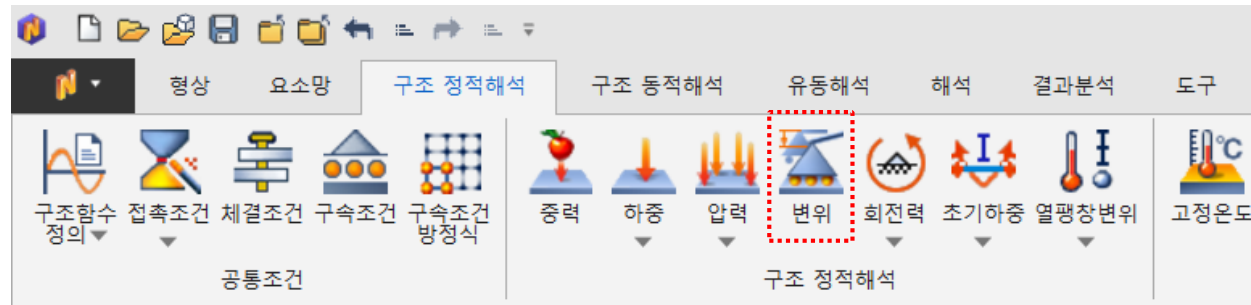 형상 요소망 구조 정적해석 구조 동적해석 유동해석 해석 결과분석 도구
구조함수 접촉조건 체결조건 구속조건 구속조건 중력 하중 압력 변위 회전력 초기하중 열팽창변위 고정온도
정의 방정식
공통조건 구조 정적해석